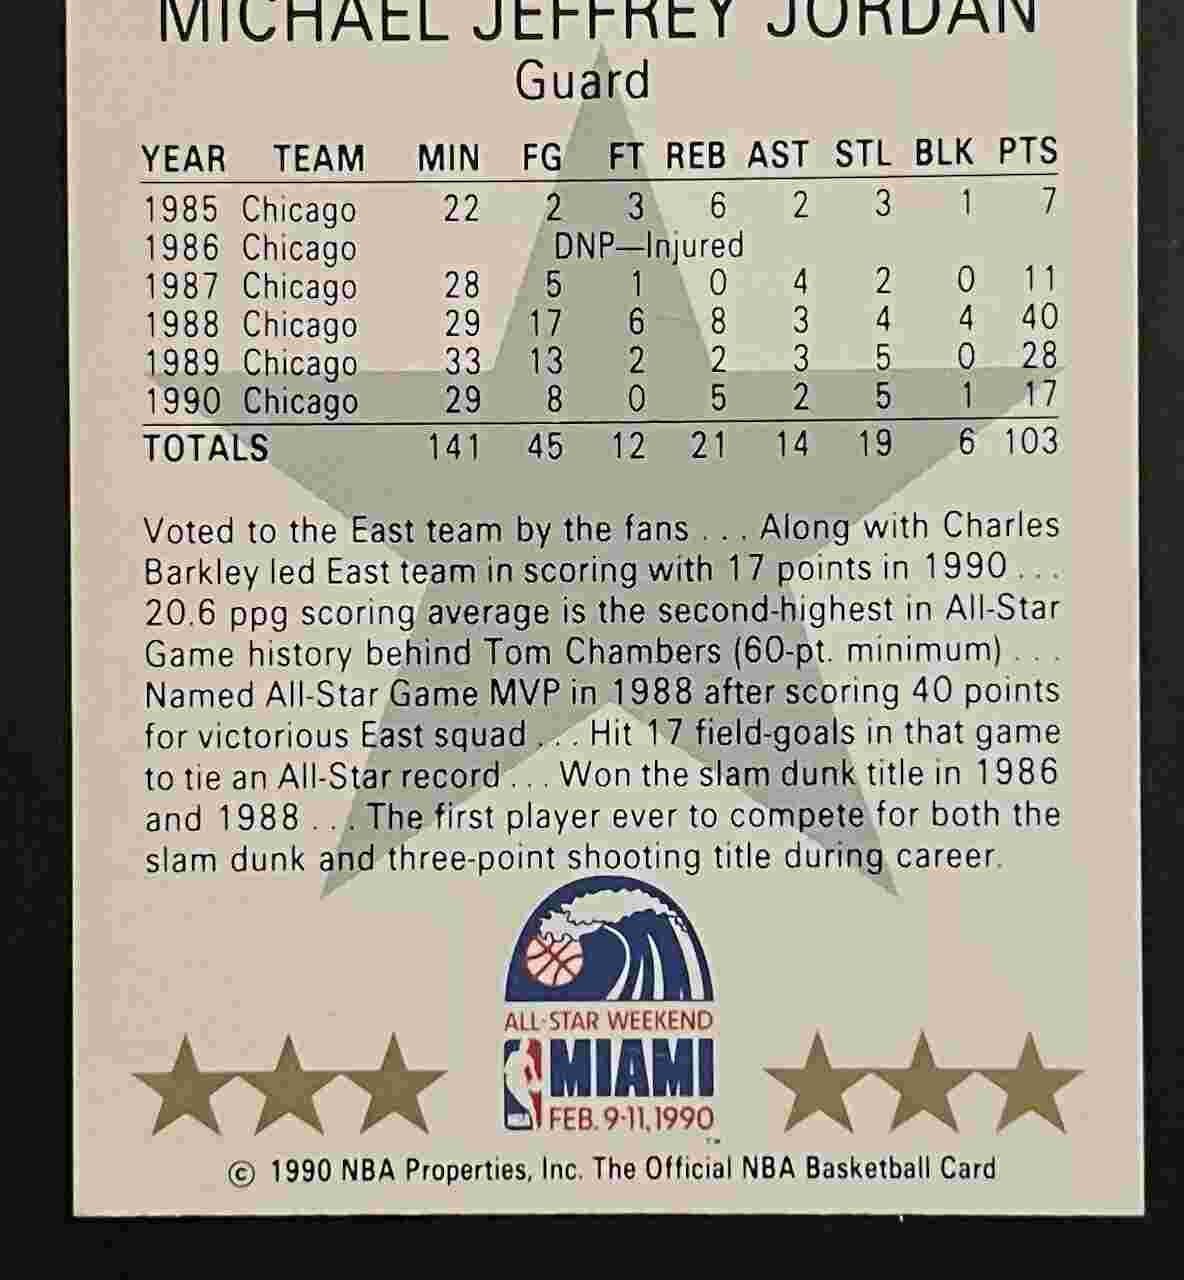 MICHAEL JEFFREY JORDAN
Guard
YEAR TEAM MIN FG FT REB AST STL BLK PTS
1985 Chicago 22 2 3 6 2 3 1 7
1986 Chicago DNP—Injured
1987 Chicago 28 5 1 0 4 2 0 11
1988 Chicago 29 17 6 8 3 4 4 40
1989 Chicago 33 13 2 2 3 5 0 28
1990 Chicago 29 8 0 5 2 5 1 17
TOTALS 141 45 12 21 14 19 6 103
Voted to the East team by the fans . . . Along with Charles
Barkley led East team in scoring with 17 points in 1990 . . .
20.6 ppg scoring average is the second-highest in All-Star
Game history behind Tom Chambers (60-pt. minimum) . . .
Named All-Star Game MVP in 1988 after scoring 40 points
for victorious East squad . . . Hit 17 field-goals in that game
to tie an All-Star record . . . Won the slam dunk title in 1986
and 1988 . . . The first player ever to compete for both the
slam dunk and three-point shooting title during career.
ALL-STAR WEEKEND
MIAMI
FEB. 9-11, 1990
™
© 1990 NBA Properties, Inc. The Official NBA Basketball Card